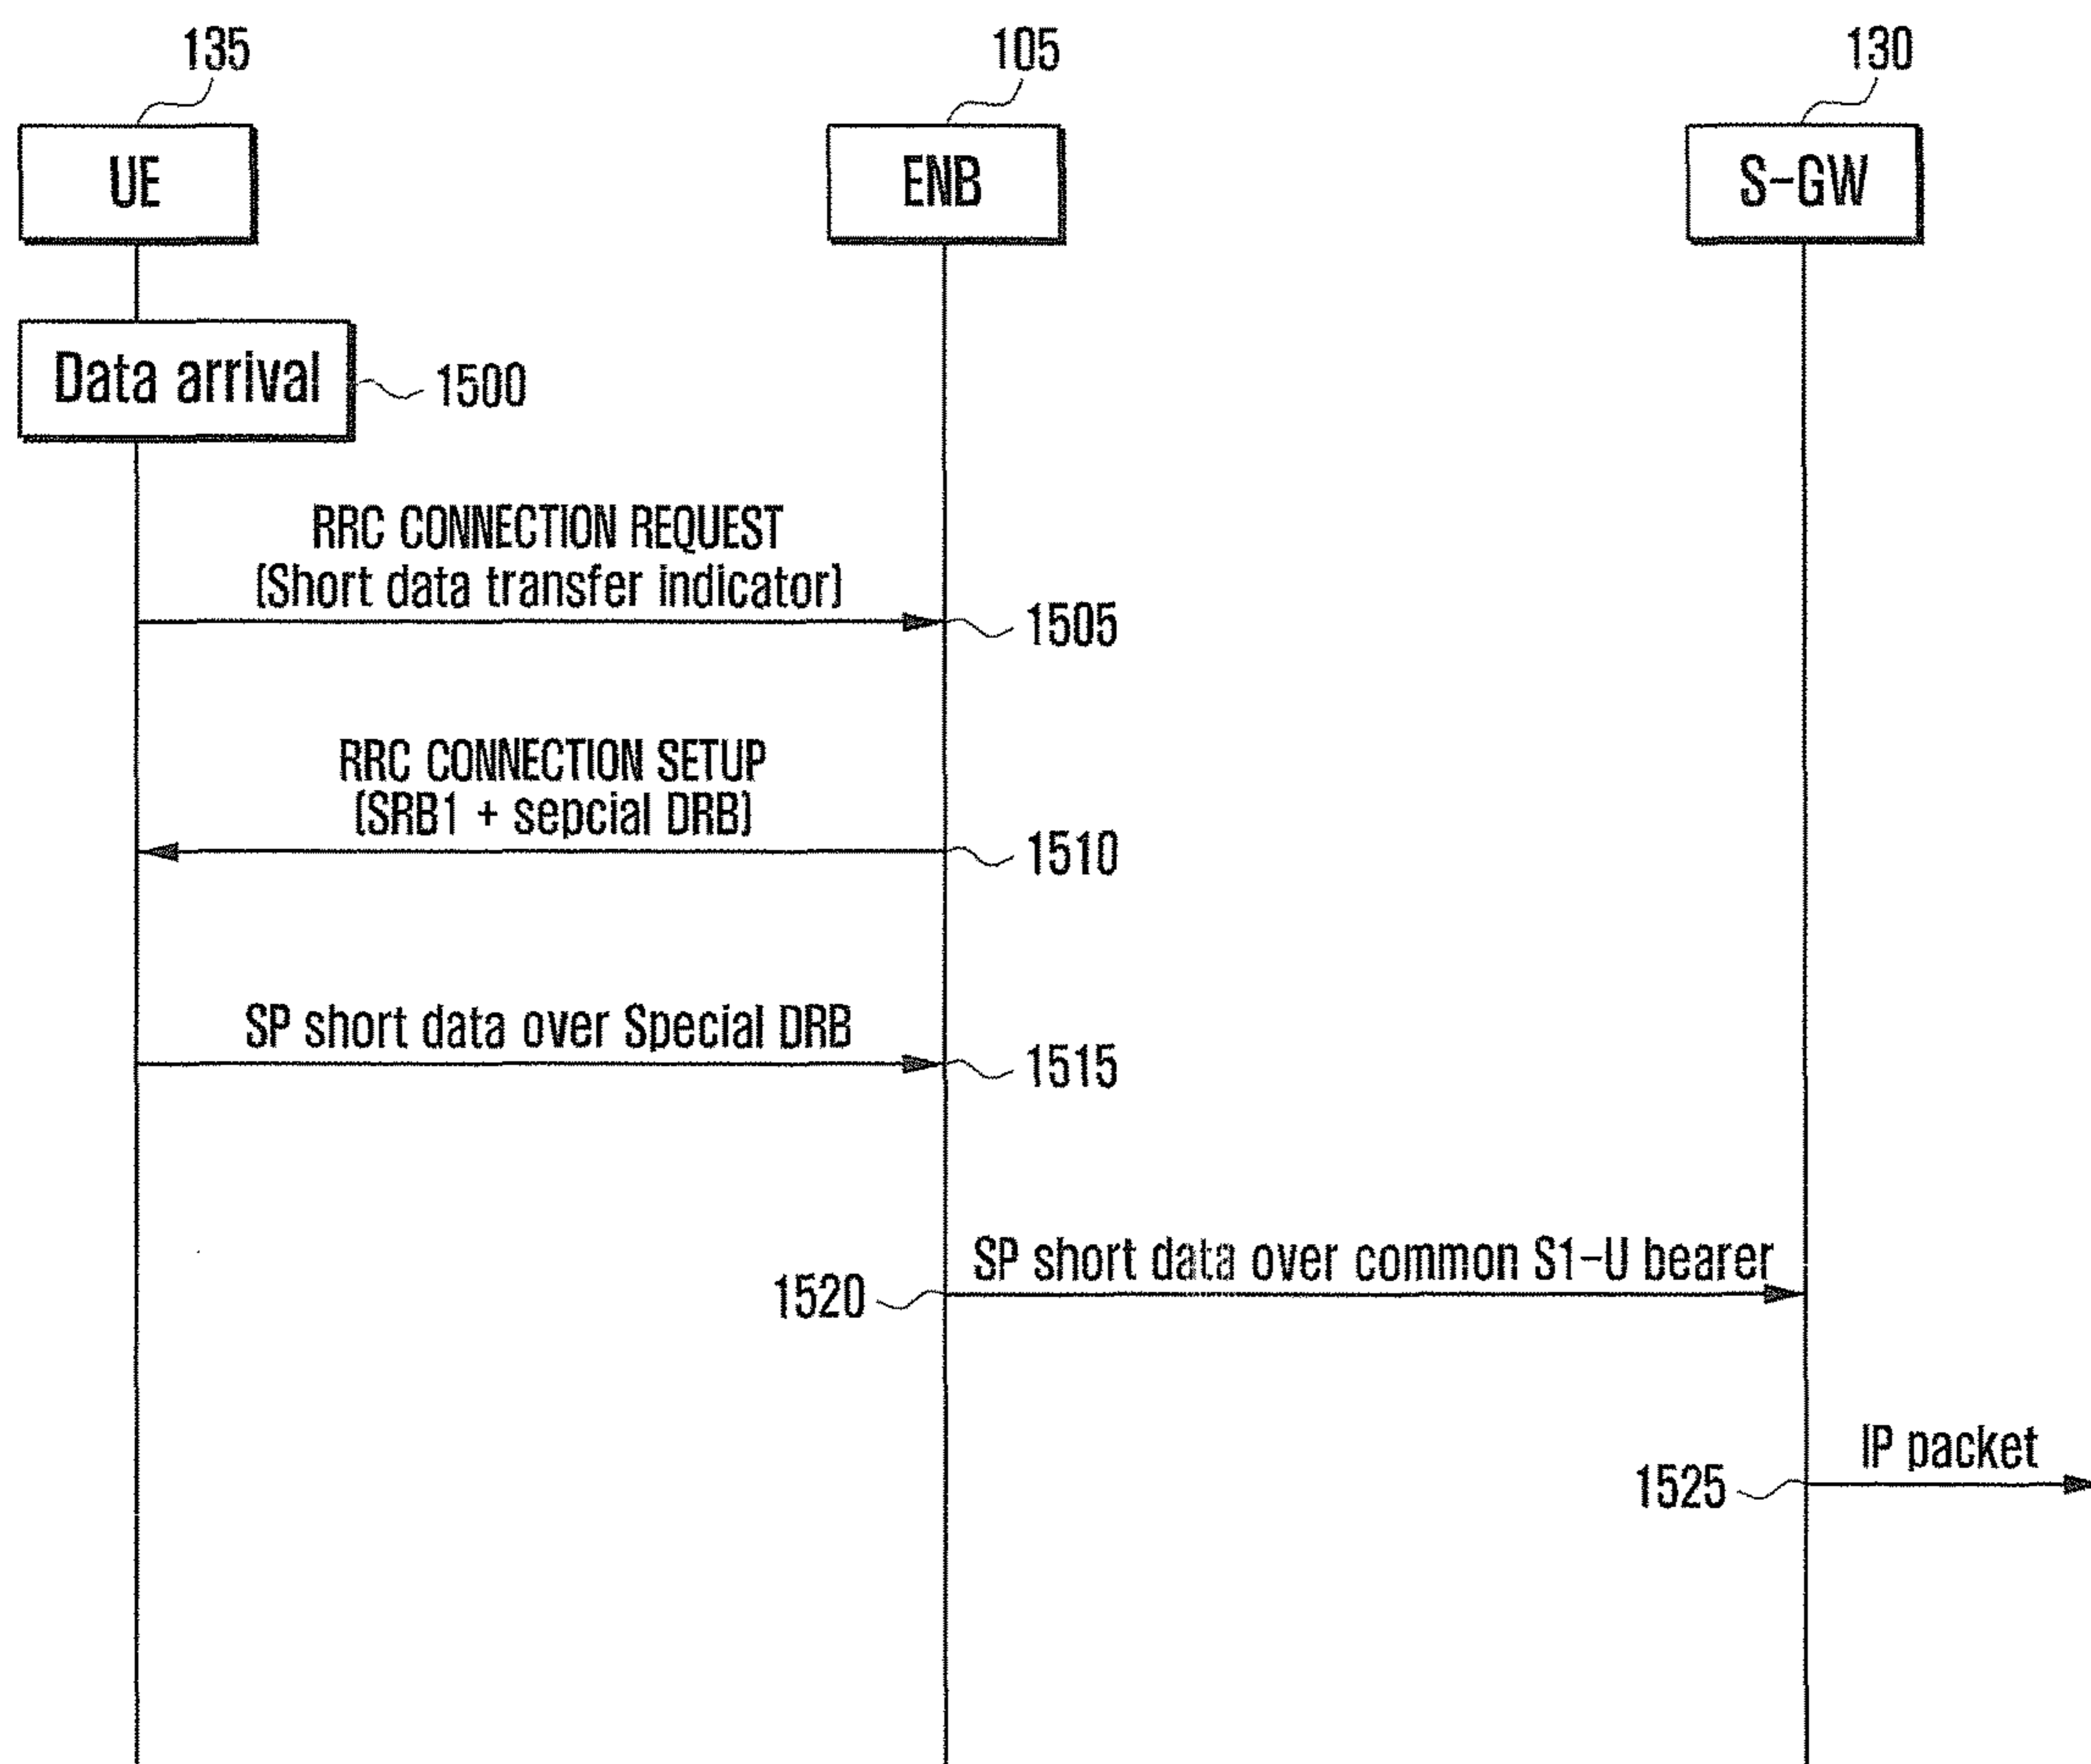 135
105
130
UE
ENB
S-GW
Data arrival
1500
RRC CONNECTION REQUEST
(Short data transfer indicator)
1505
RRC CONNECTION SETUP
(SRB1 + sepcial DRB)
1510
SP short data over Special DRB
1515
SP short data over common S1-U bearer
1520
IP packet
1525